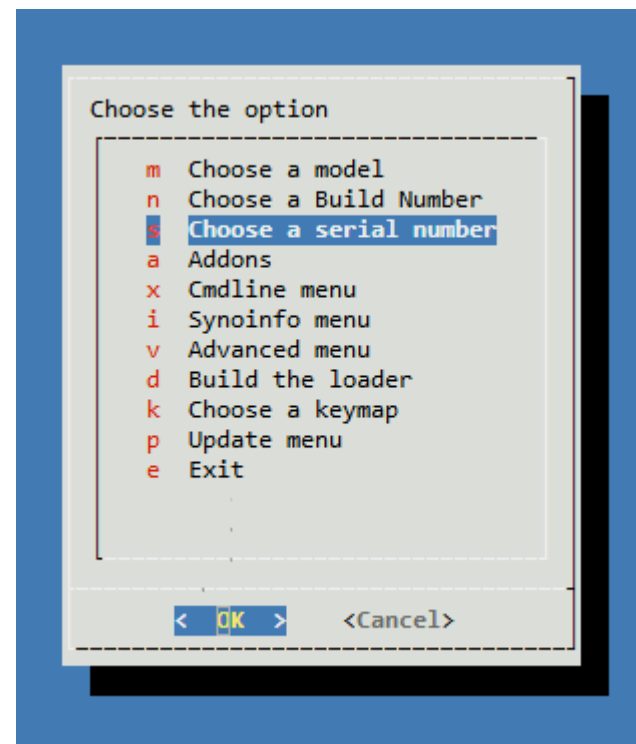 Choose the option
m Choose a model
n Choose a Build Number
s Choose a serial number
a Addons
x Cmdline menu
i Synoinfo menu
v Advanced menu
d Build the loader
k Choose a keymap
p Update menu
e Exit
< OK > <Cancel>